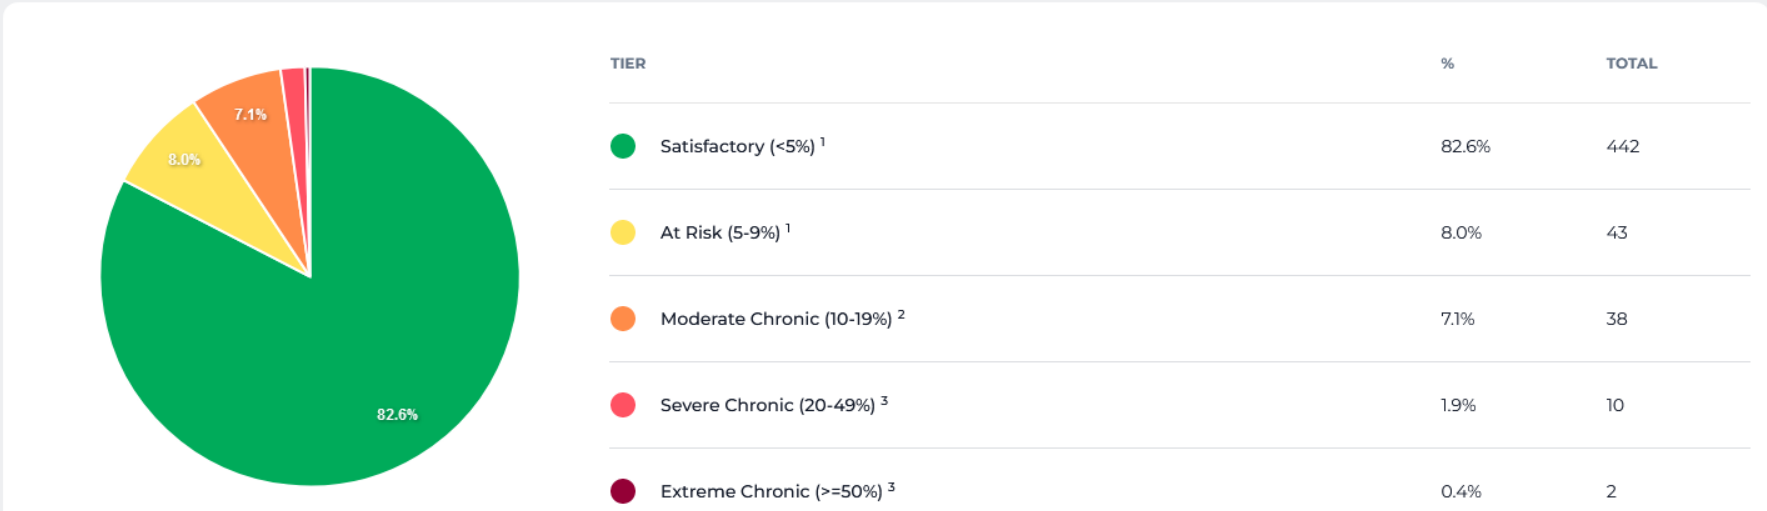 TIER % TOTAL
Satisfactory (<5%) 1 82.6% 442
At Risk (5-9%) 1 8.0% 43
Moderate Chronic (10-19%) 2 7.1% 38
Severe Chronic (20-49%) 3 1.9% 10
Extreme Chronic (>=50%) 3 0.4% 2
7.1%
8.0%
82.6%